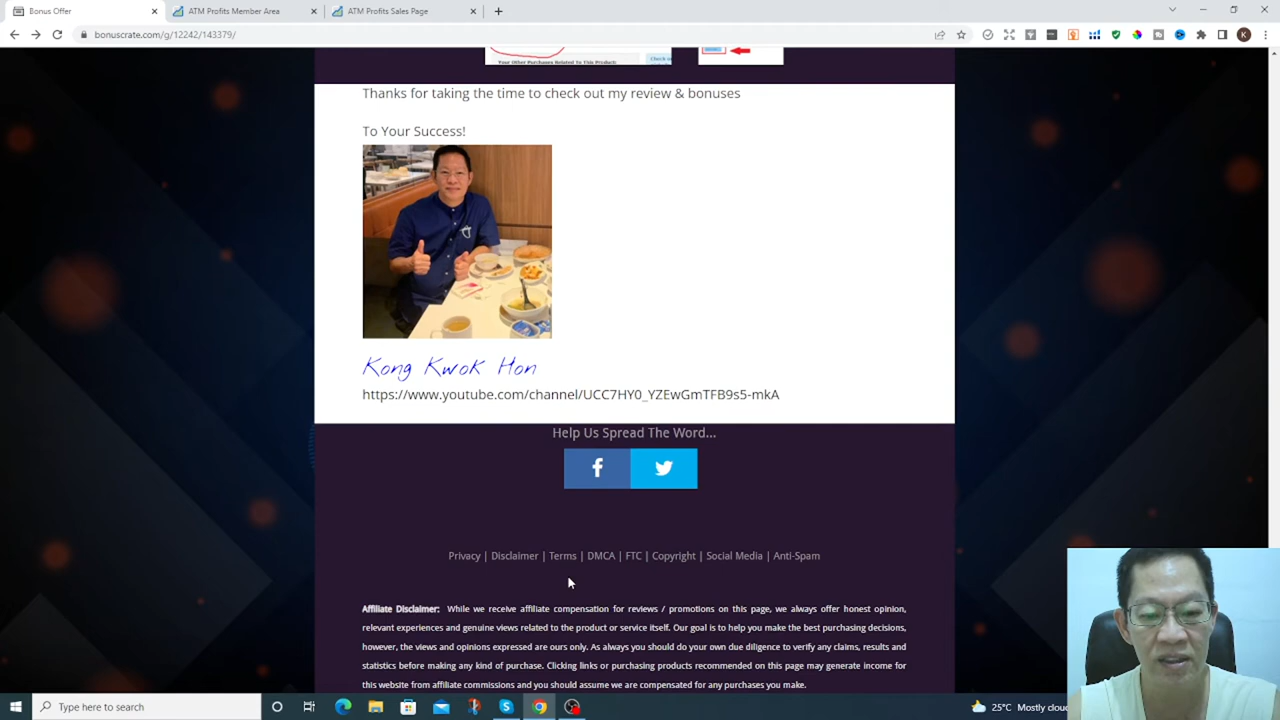 Bonus Offer
ATM Profits Member Area
ATM Profits Sales Page
bonuscrate.com/g/12242/143379/
K
Your Other Purchases Related To This Product:
Thanks for taking the time to check out my review & bonuses
To Your Success!
Kong Kwok Hon
https://www.youtube.com/channel/UCC7HY0_YZEwGmTFB9s5-mkA
Help Us Spread The Word...
Privacy | Disclaimer | Terms | DMCA | FTC | Copyright | Social Media | Anti-Spam
Affiliate Disclaimer: While we receive affiliate compensation for reviews / promotions on this page, we always offer honest opinion,
relevant experiences and genuine views related to the product or service itself. Our goal is to help you make the best purchasing decisions,
however, the views and opinions expressed are ours only. As always you should do your own due diligence to verify any claims, results and
statistics before making any kind of purchase. Clicking links or purchasing products recommended on this page may generate income for
this website from affiliate commissions and you should assume we are compensated for any purchases you make.
Type here to search
25°C Mostly cloud